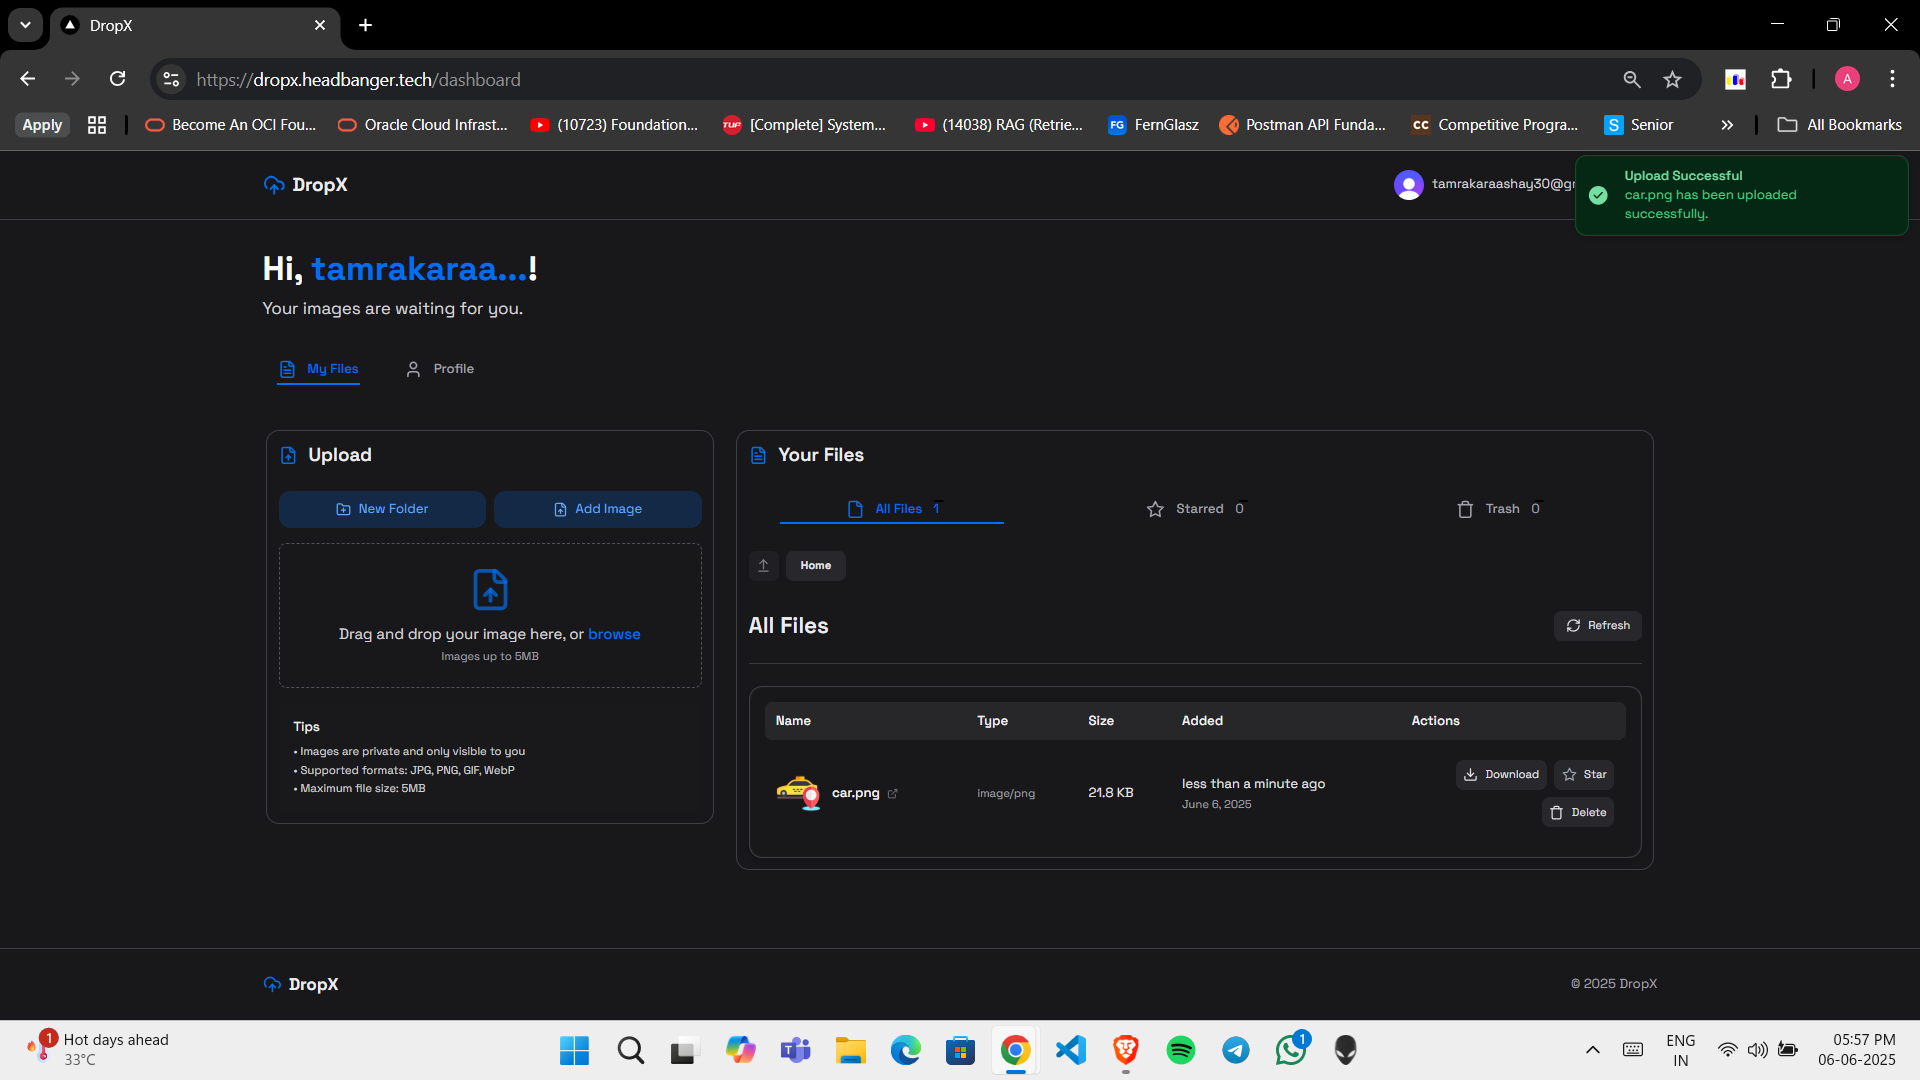 DropX
https://dropx.headbanger.tech/dashboard
A
Apply
Become An OCI Fou...
Oracle Cloud Infrast...
(10723) Foundation...
TUF
[Complete] System...
(14038) RAG (Retrie...
FG
FernGlasz
Postman API Funda...
CC
Competitive Progra...
S
Senior
All Bookmarks
DropX
tamrakaraashay30@gr
Upload Successful
car.png has been uploaded
successfully.
Hi, tamrakaraa...!
Your images are waiting for you.
My Files
Profile
Upload
New Folder
Add Image
Drag and drop your image here, or browse
Images up to 5MB
Tips
• Images are private and only visible to you
• Supported formats: JPG, PNG, GIF, WebP
• Maximum file size: 5MB
Your Files
All Files 1
Starred 0
Trash 0
Home
All Files
Refresh
Name Type Size Added Actions
car.png image/png 21.8 KB less than a minute ago
June 6, 2025
Download
Star
Delete
DropX
© 2025 DropX
1
Hot days ahead
33°C
1
ENG
IN
05:57 PM
06-06-2025